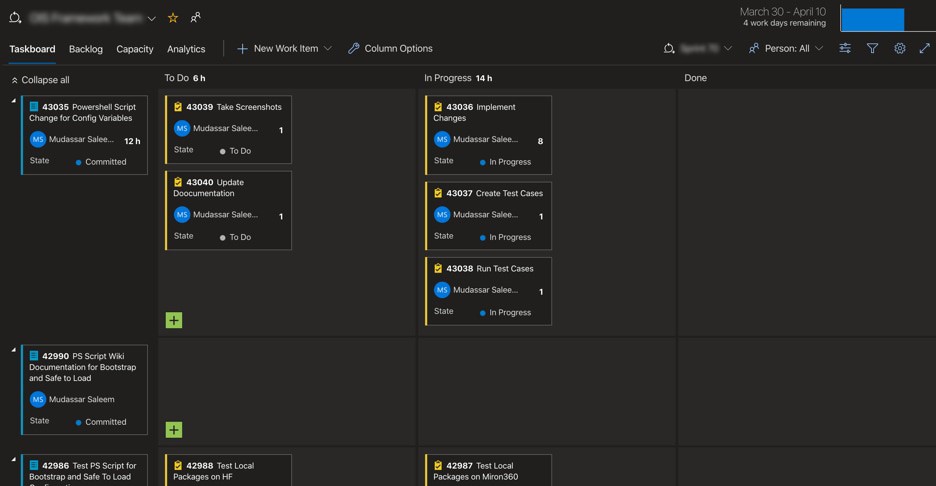 March 30 - April 10
4 work days remaining
Taskboard Backlog Capacity Analytics New Work Item Column Options Person: All
Collapse all
To Do 6 h
In Progress 14 h
Done
43035 Powershell Script
Change for Config Variables
MS Mudassar Salee... 12 h
State Committed
43039 Take Screenshots
MS Mudassar Salee... 1
State To Do
43040 Update
Doocumentation
MS Mudassar Salee... 1
State To Do
43036 Implement
Changes
MS Mudassar Salee... 8
State In Progress
43037 Create Test Cases
MS Mudassar Salee... 1
State In Progress
43038 Run Test Cases
MS Mudassar Salee... 1
State In Progress
42990 PS Script Wiki
Documentation for Bootstrap
and Safe to Load
MS Mudassar Saleem
State Committed
42986 Test PS Script for
Bootstrap and Safe To Load
42988 Test Local
Packages on HF
42987 Test Local
Packages on Miron360